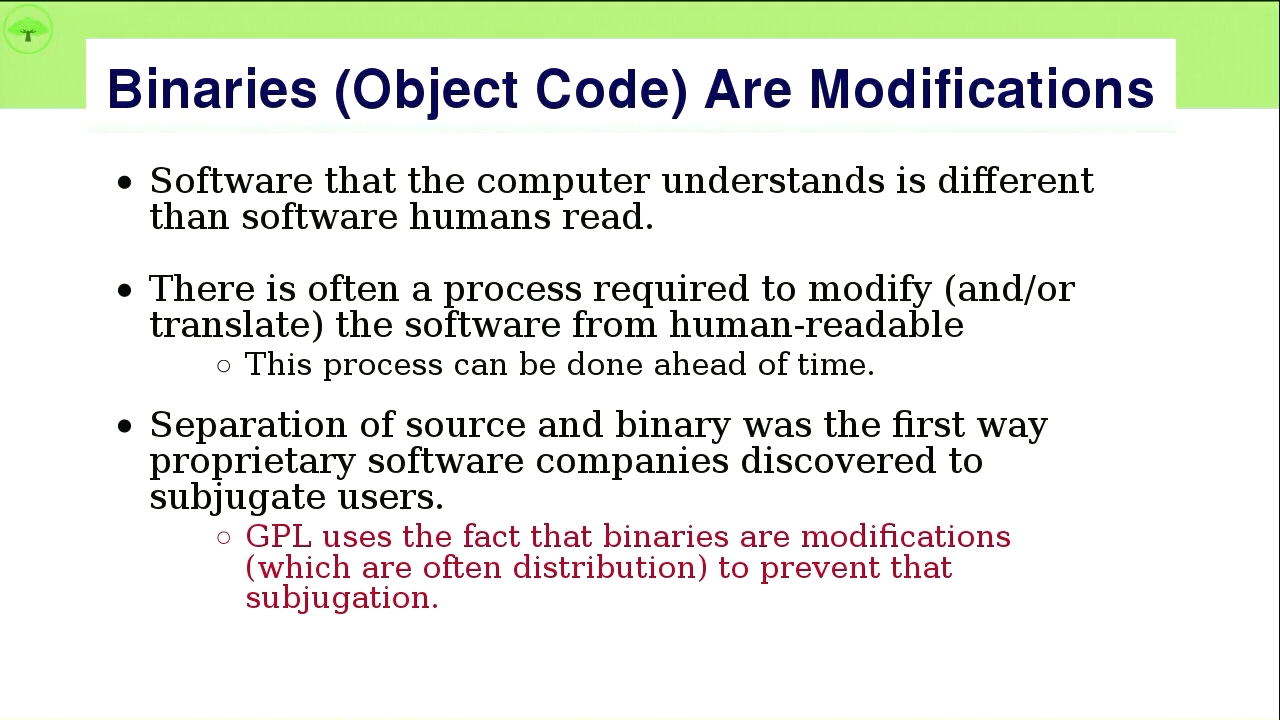 Binaries (Object Code) Are Modifications
• Software that the computer understands is different
than software humans read.
• There is often a process required to modify (and/or
translate) the software from human-readable
○ This process can be done ahead of time.
• Separation of source and binary was the first way
proprietary software companies discovered to
subjugate users.
○ GPL uses the fact that binaries are modifications
(which are often distribution) to prevent that
subjugation.